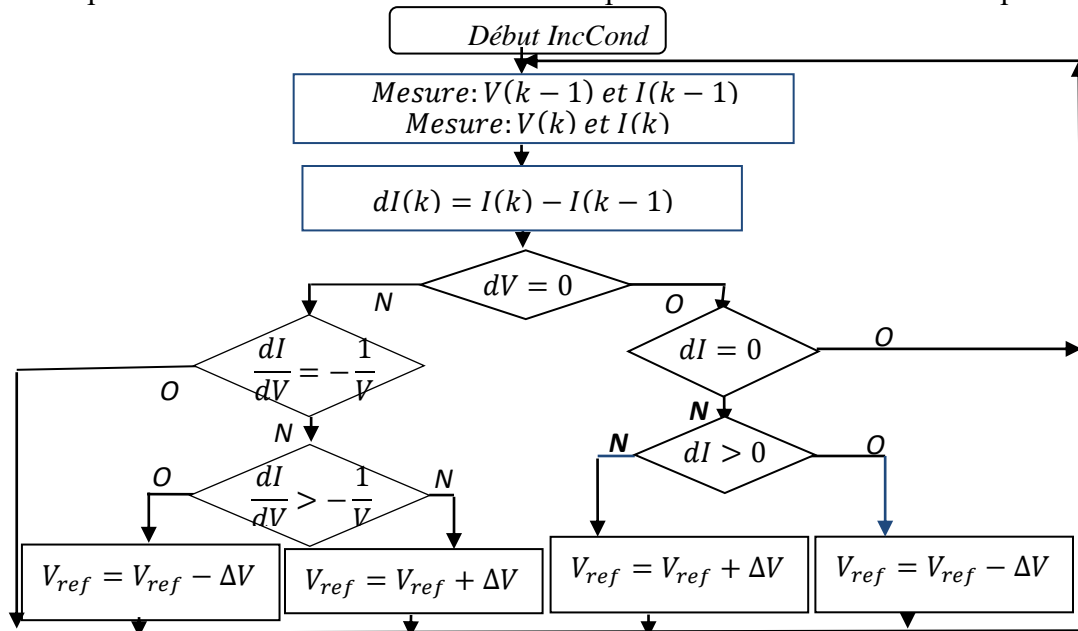 Début IncCond
Mesure: V(k − 1) et I(k − 1)
Mesure: V(k) et I(k)
dI(k) = I(k) − I(k − 1)
dV = 0
N
O
dI = 0
O
dI/dV = − 1/V
O
N
N
dI > 0
N
O
dI/dV > − 1/V
O
N
V_ref = V_ref − ΔV
V_ref = V_ref + ΔV
V_ref = V_ref + ΔV
V_ref = V_ref − ΔV